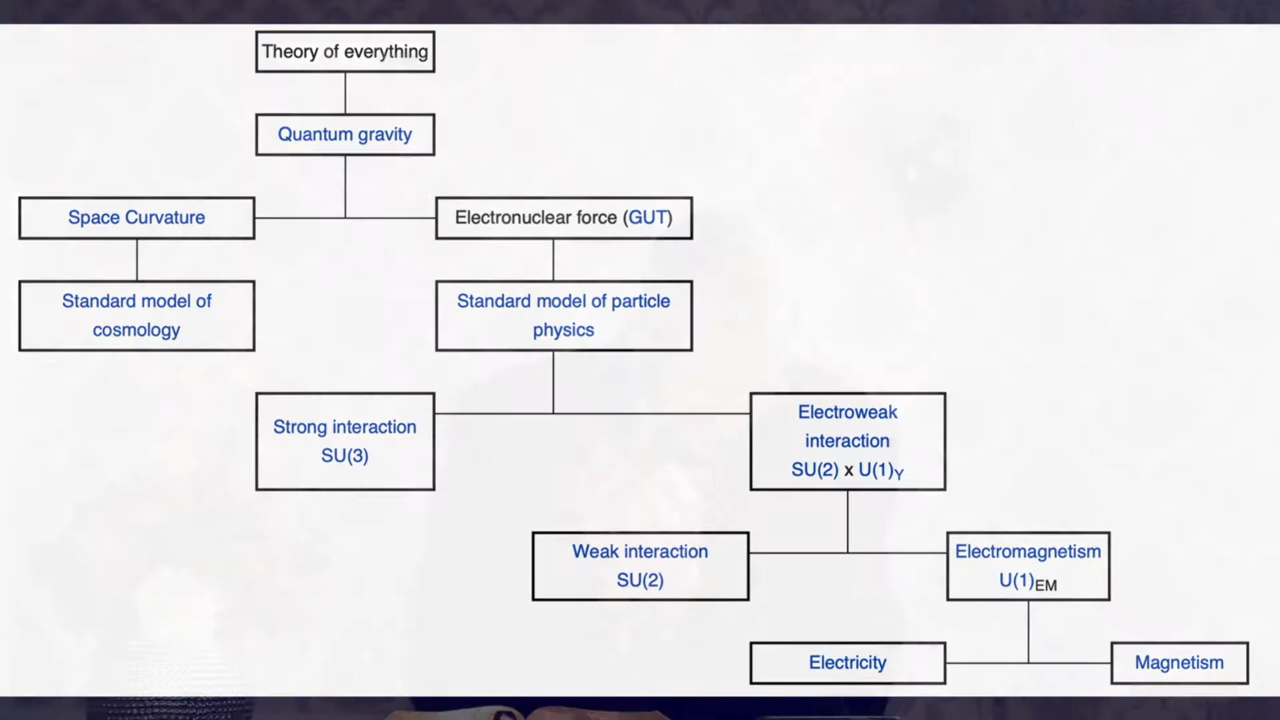 Theory of everything
Quantum gravity
Space Curvature
Electronuclear force (GUT)
Standard model of
cosmology
Standard model of particle
physics
Strong interaction
SU(3)
Electroweak
interaction
SU(2) x U(1)Y
Weak interaction
SU(2)
Electromagnetism
U(1)EM
Electricity
Magnetism